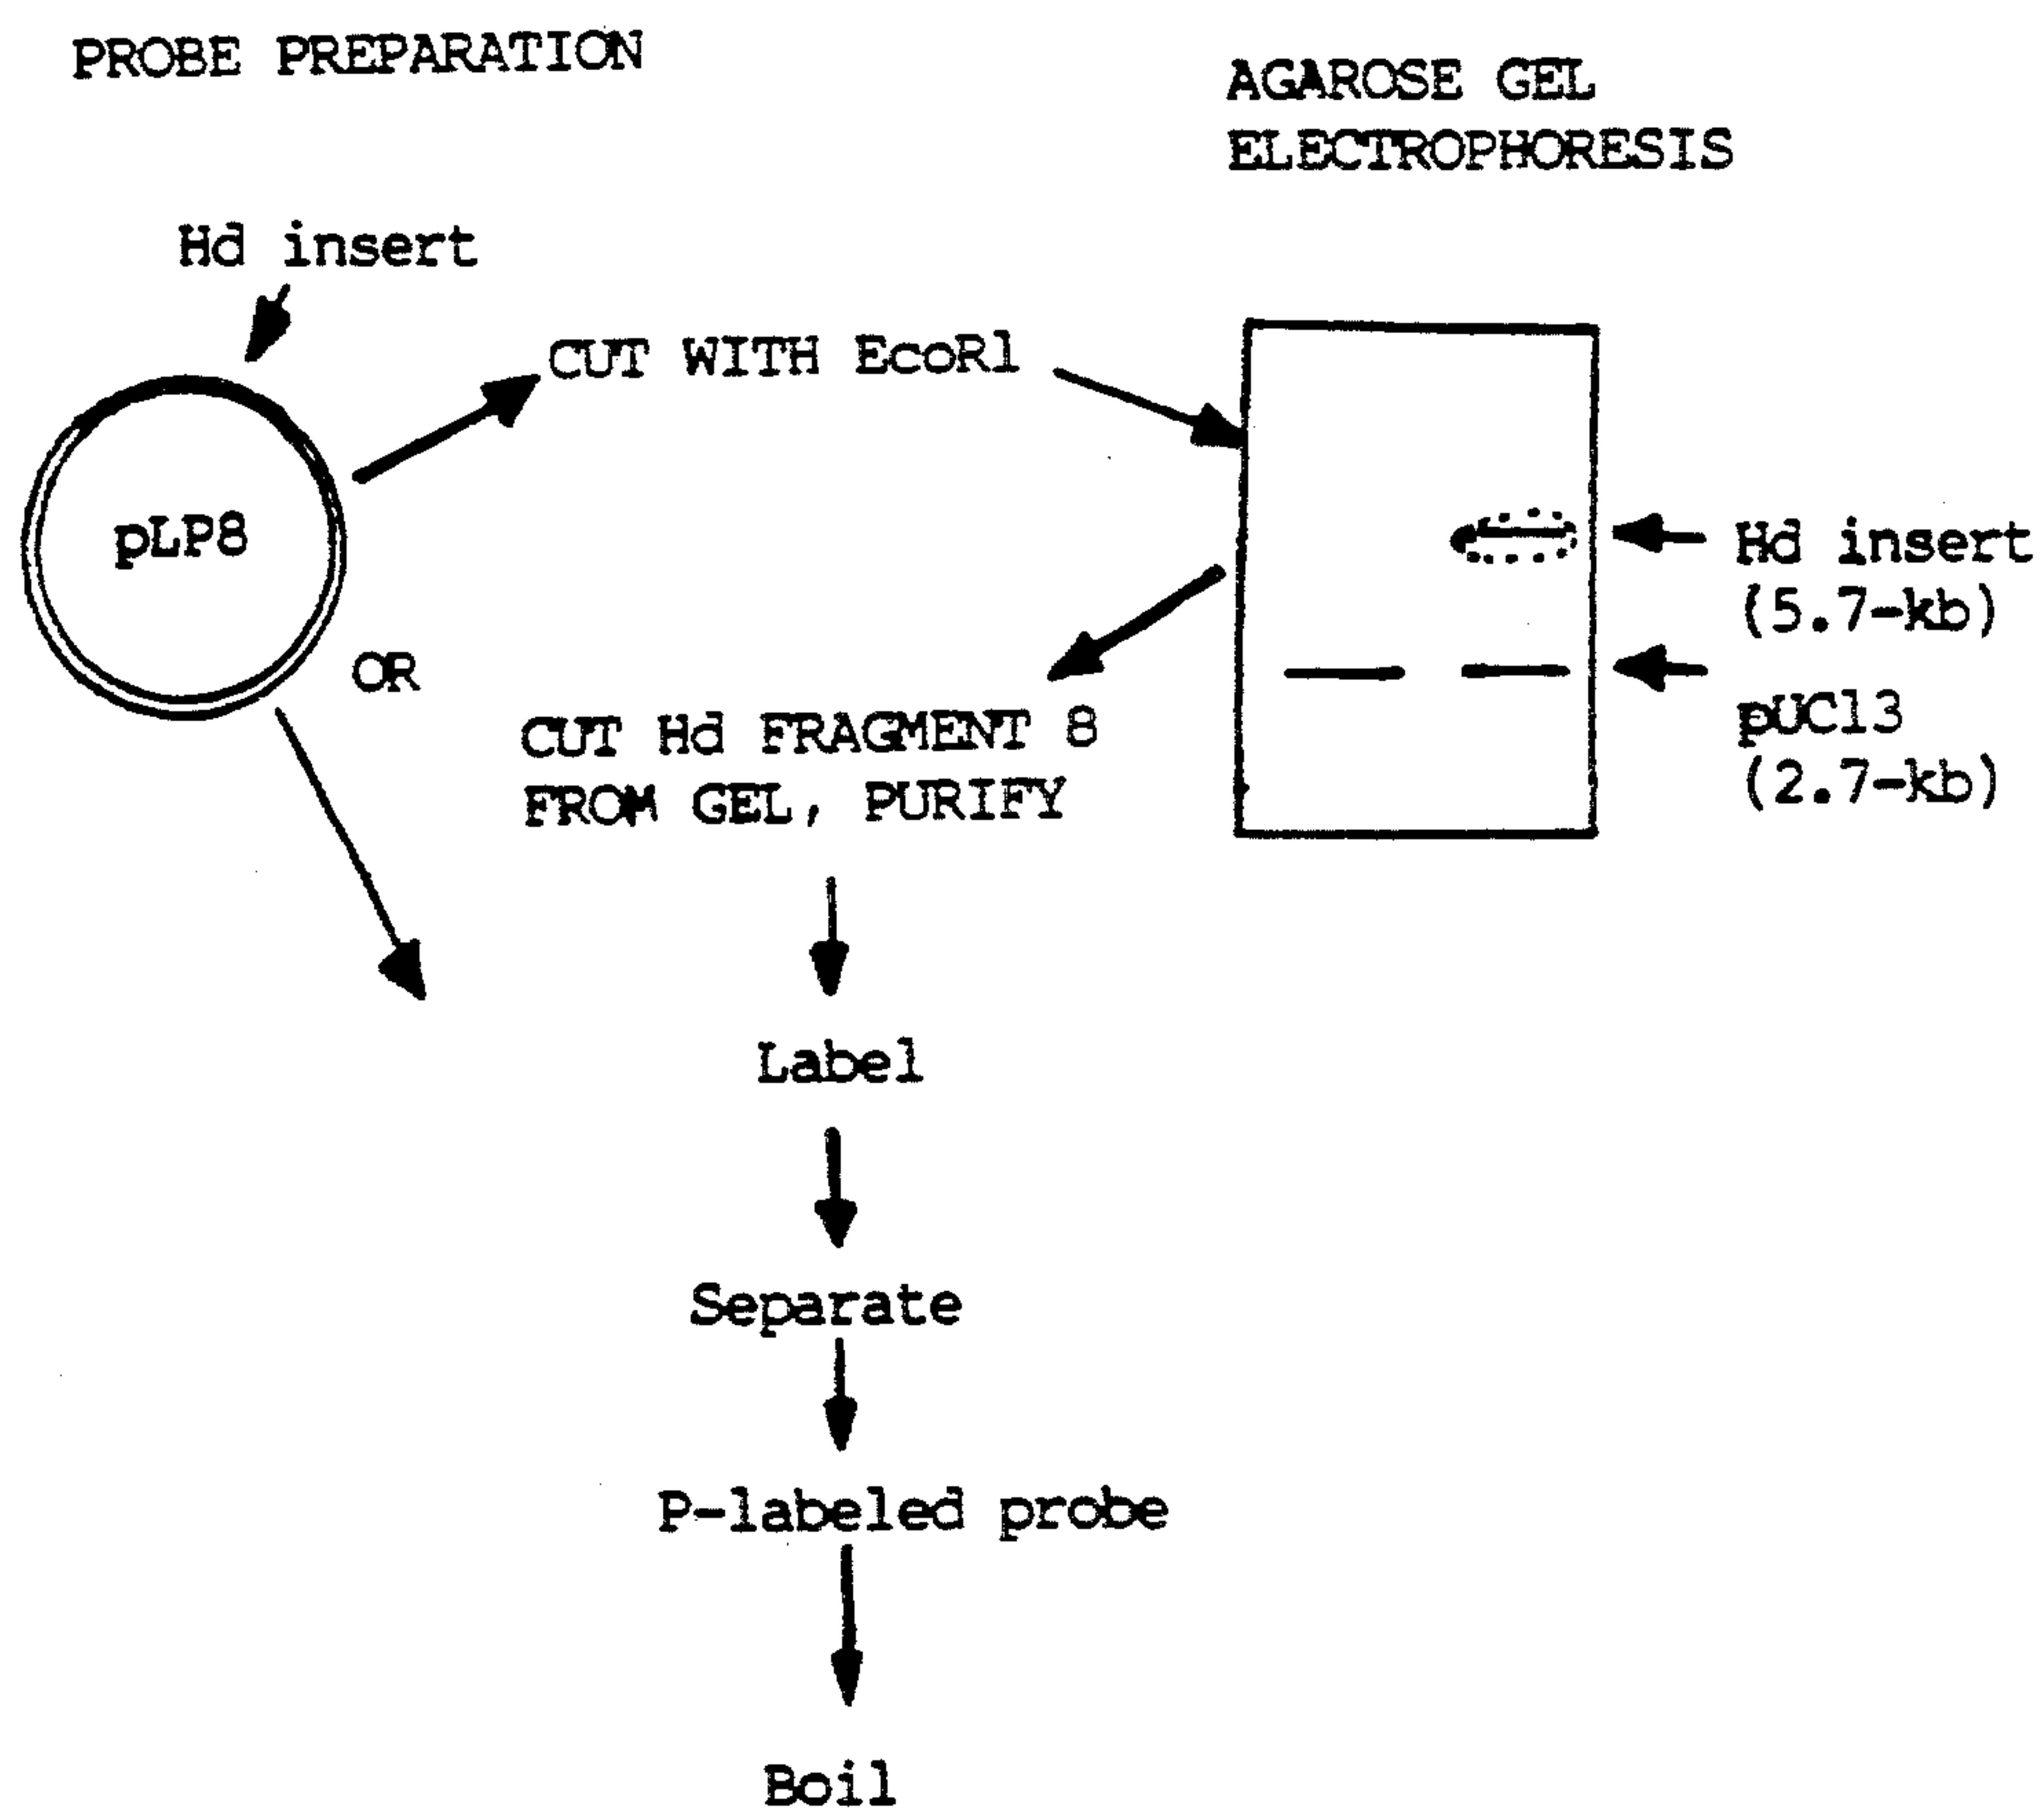 PROBE PREPARATION
AGAROSE GEL
ELECTROPHORESIS
Hd insert
CUT WITH EcoR1
pLP8
Hd insert
(5.7-kb)
OR
pUC13
(2.7-kb)
CUT Hd FRAGMENT 8
FROM GEL, PURIFY
Label
Separate
P-labeled probe
Boil